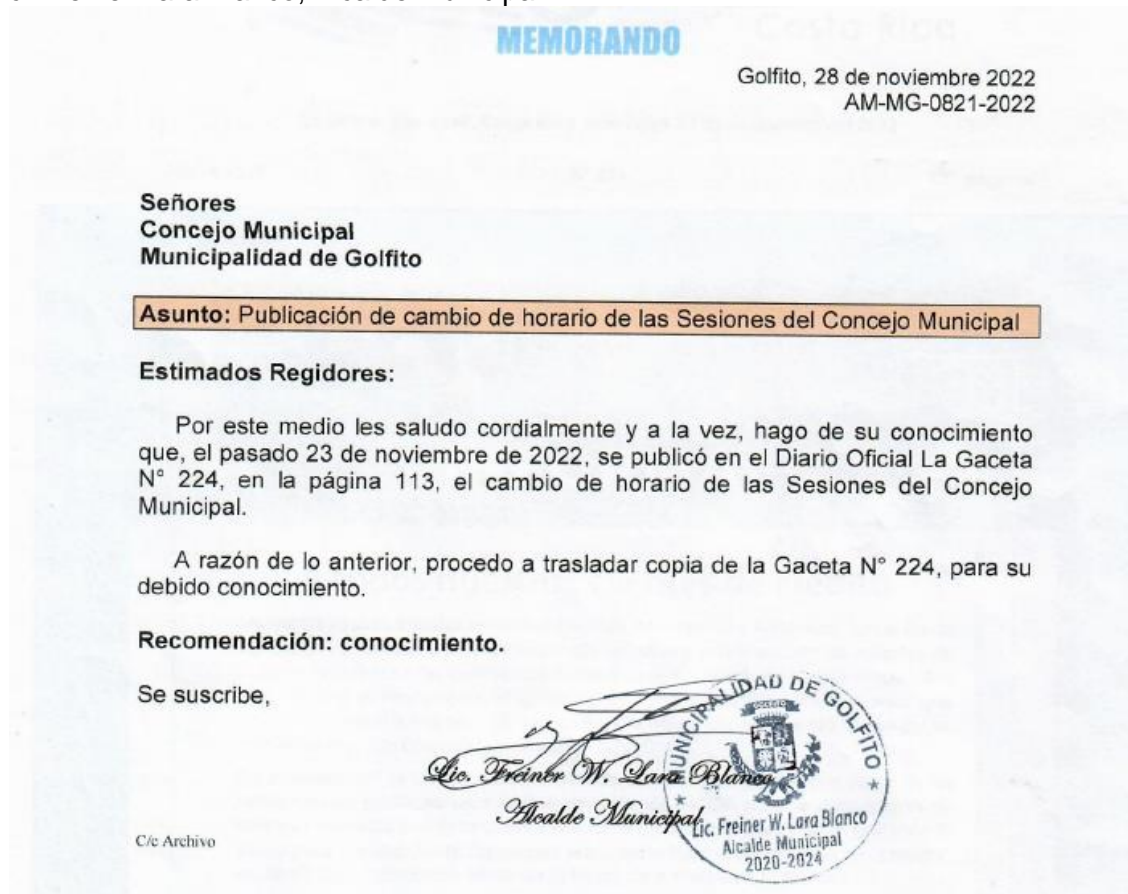 MEMORANDO
Costa Rica
Golfito, 28 de noviembre 2022
AM-MG-0821-2022
Señores
Concejo Municipal
Municipalidad de Golfito
Asunto: Publicación de cambio de horario de las Sesiones del Concejo Municipal
Estimados Regidores:
Por este medio les saludo cordialmente y a la vez, hago de su conocimiento
que, el pasado 23 de noviembre de 2022, se publicó en el Diario Oficial La Gaceta
N° 224, en la página 113, el cambio de horario de las Sesiones del Concejo
Municipal.
A razón de lo anterior, procedo a trasladar copia de la Gaceta N° 224, para su
debido conocimiento.
Recomendación: conocimiento.
Se suscribe,
Lic. Freiner W. Lara Blanco
Alcalde Municipal
MUNICIPALIDAD DE GOLFITO
Lic. Freiner W. Lara Blanco
Alcalde Municipal
2020-2024
C/c Archivo